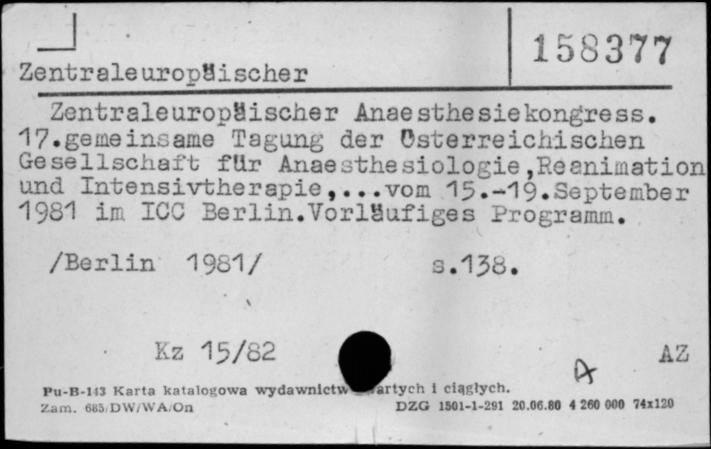 158377
Zentraleuropäischer
Zentraleuropäischer Anaesthesiekongress.
17.gemeinsame Tagung der Österreichischen
Gesellschaft für Anaesthesiologie,Reanimation
und Intensivtherapie,...vom 15.-19.September
1981 im ICC Berlin.Vorläufiges Programm.
/Berlin 1981/ s.138.
Kz 15/82 AZ
Pu-B-143 Karta katalogowa wydawnictw artych i ciągłych.
Zam. 685/DW/WA/On DZG 1501-1-291 20.06.80 4 260 000 74x120